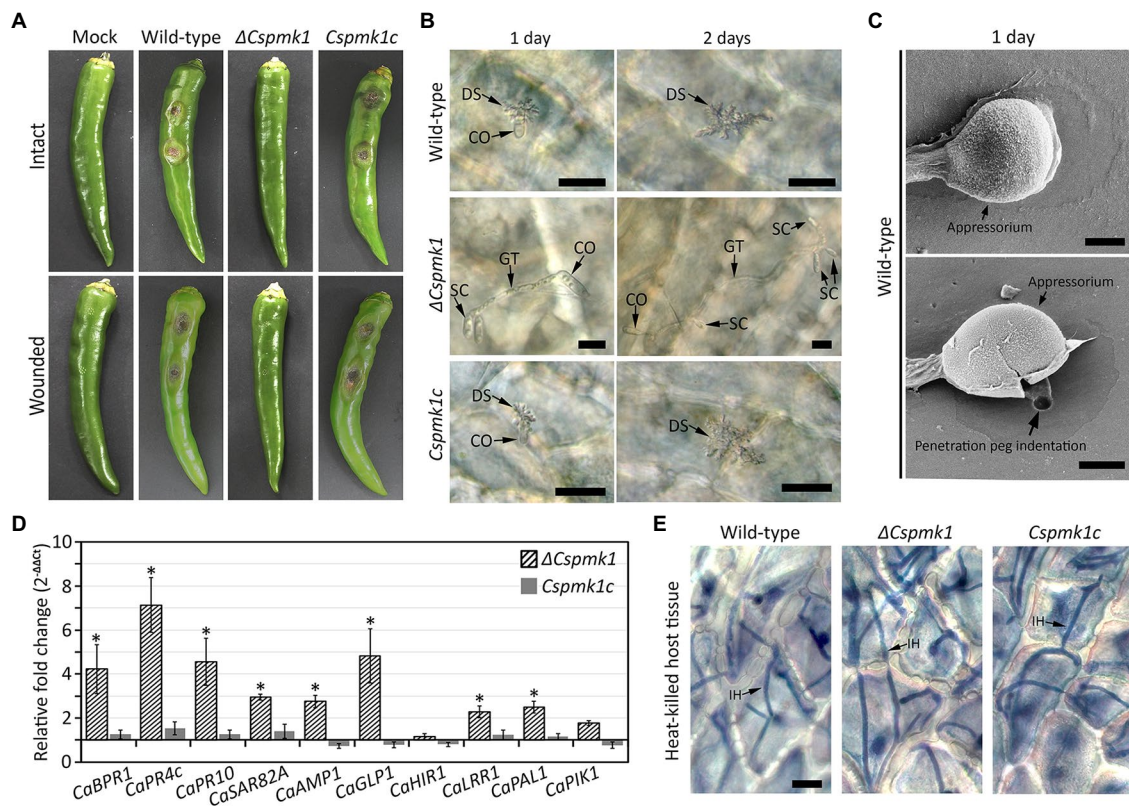 A
Mock Wild-type ΔCspmk1 Cspmk1c
Intact
Wounded
B
1 day 2 days
Wild-type
DS
CO
DS
ΔCspmk1
SC
GT
CO
SC
GT
CO
SC
SC
Cspmk1c
DS
CO
DS
C
1 day
Wild-type
Appressorium
Appressorium
Penetration peg indentation
D
Relative fold change (2^-ΔΔCt)
10
8
6
4
2
0
ΔCspmk1
Cspmk1c
* * * * * * * *
CaBPR1 CaPR4c CaPR10 CaSAR82A CaAMP1 CaGLP1 CaHIR1 CaLRR1 CaPAL1 CaPIK1
E
Wild-type ΔCspmk1 Cspmk1c
Heat-killed host tissue
IH
IH
IH